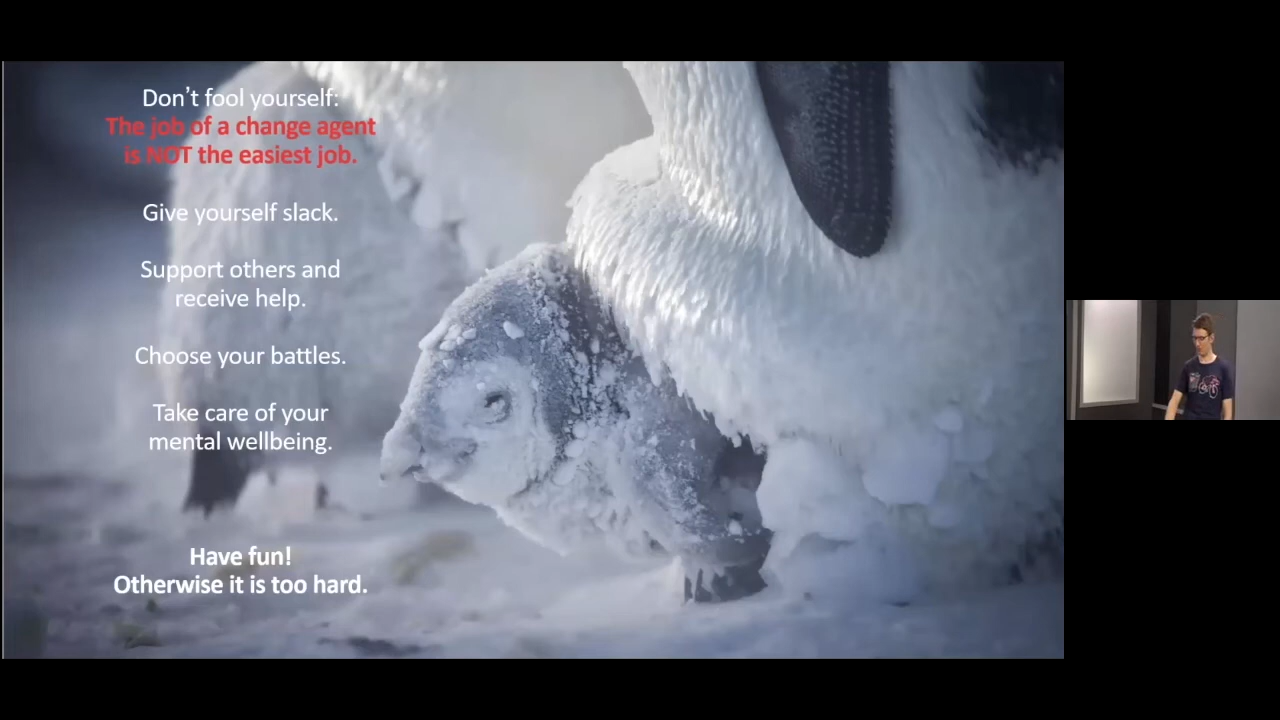 Don't fool yourself:
The job of a change agent
is NOT the easiest job.
Give yourself slack.
Support others and
receive help.
Choose your battles.
Take care of your
mental wellbeing.
Have fun!
Otherwise it is too hard.